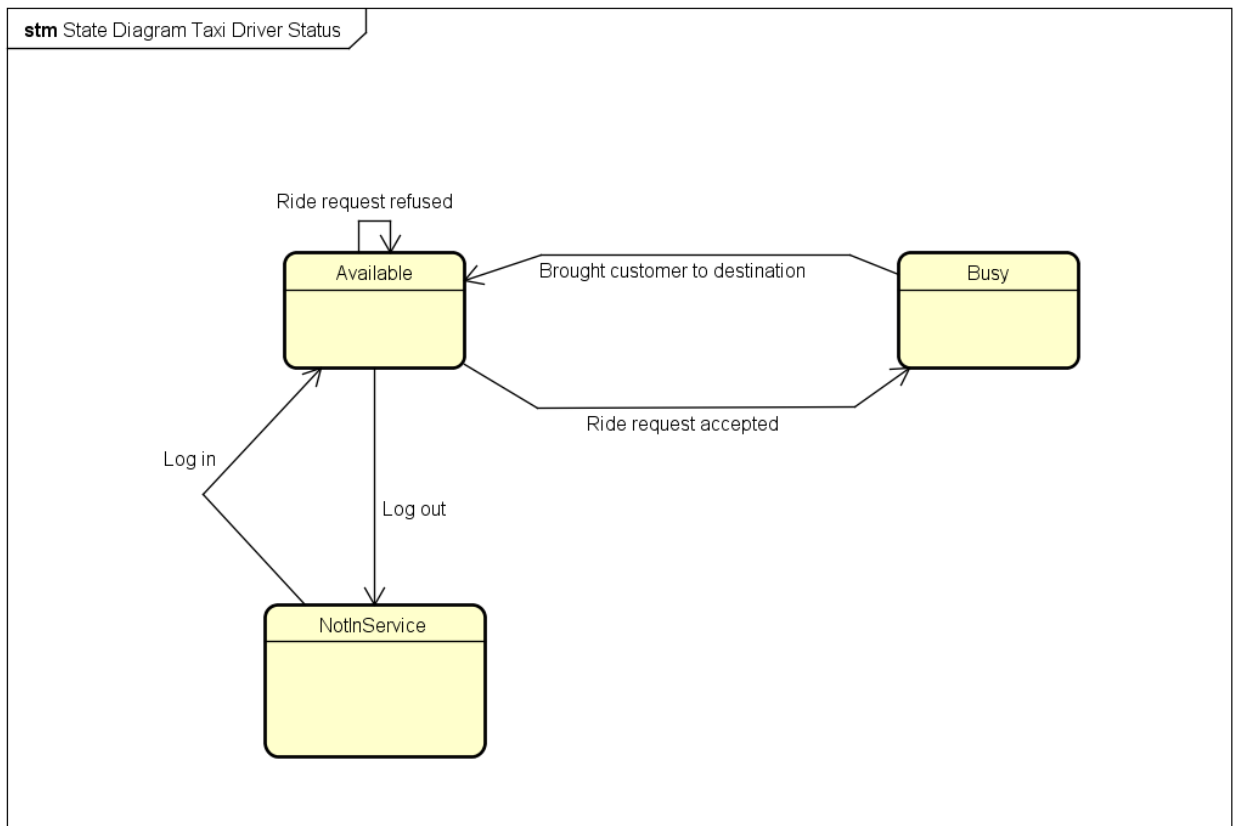 stm State Diagram Taxi Driver Status
Ride request refused
Available
Brought customer to destination
Busy
Ride request accepted
Log in
Log out
NotInService